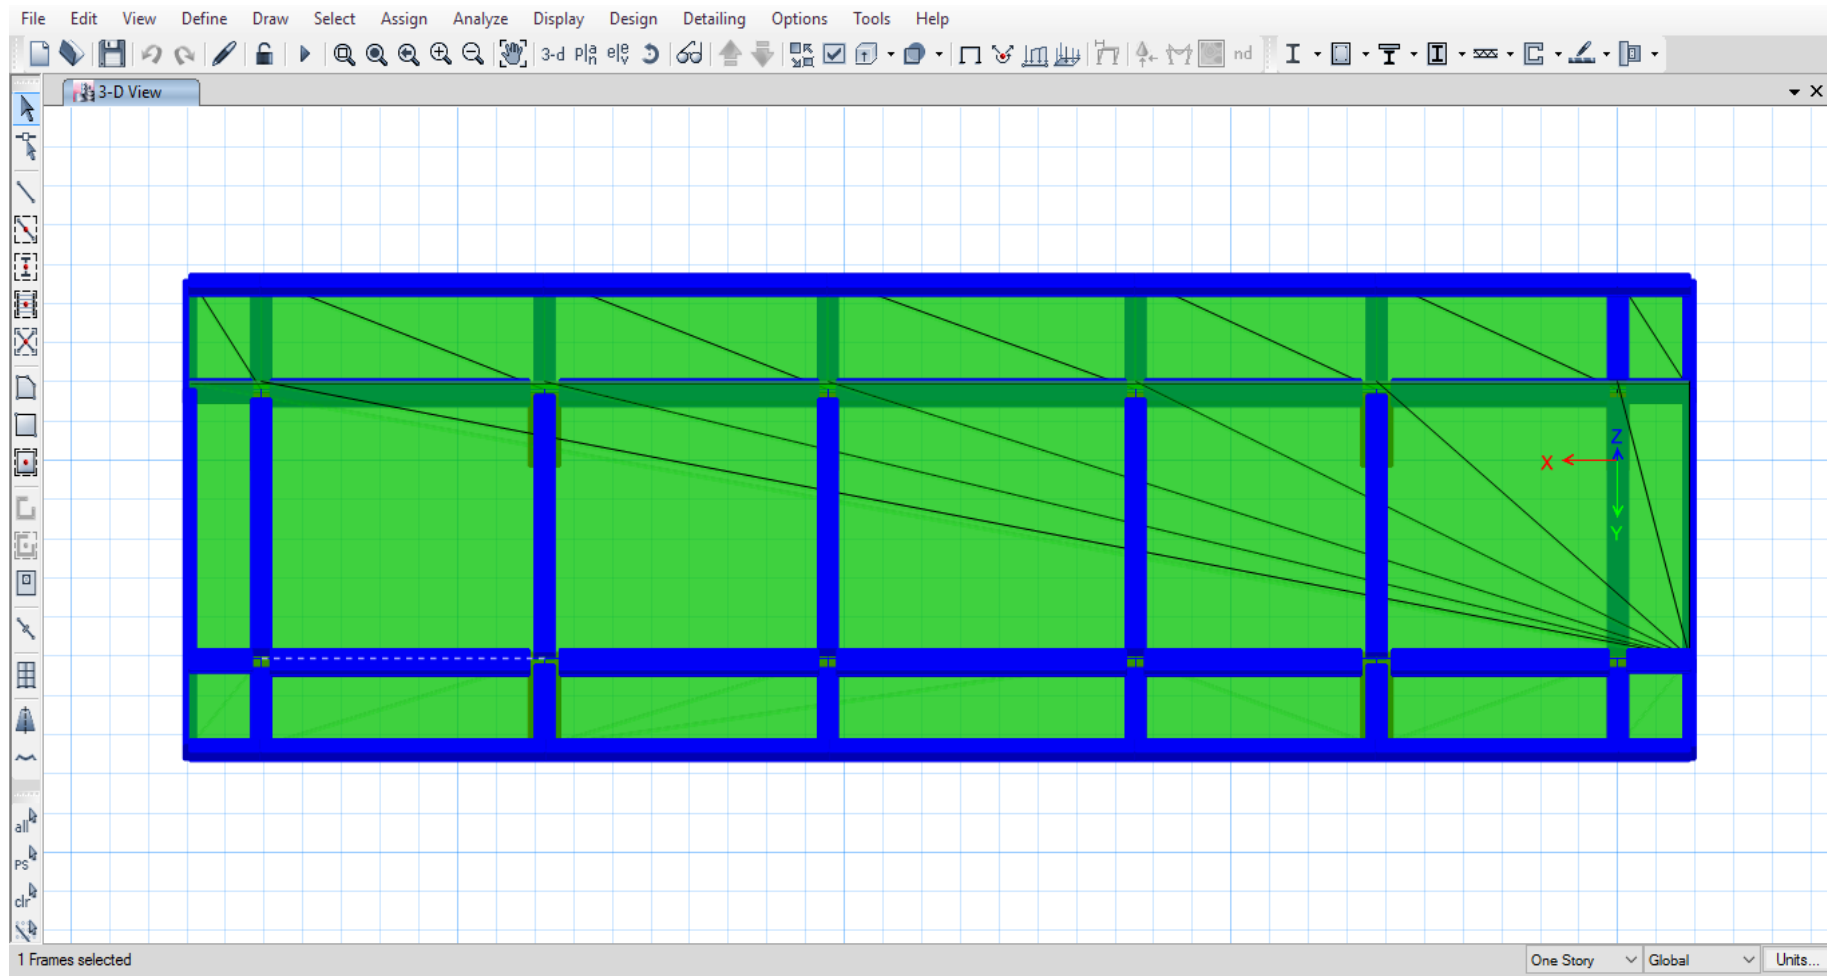 File Edit View Define Draw Select Assign Analyze Display Design Detailing Options Tools Help
3-d nd
3-D View
Z
X
Y
all
PS
clr
1 Frames selected One Story Global Units...